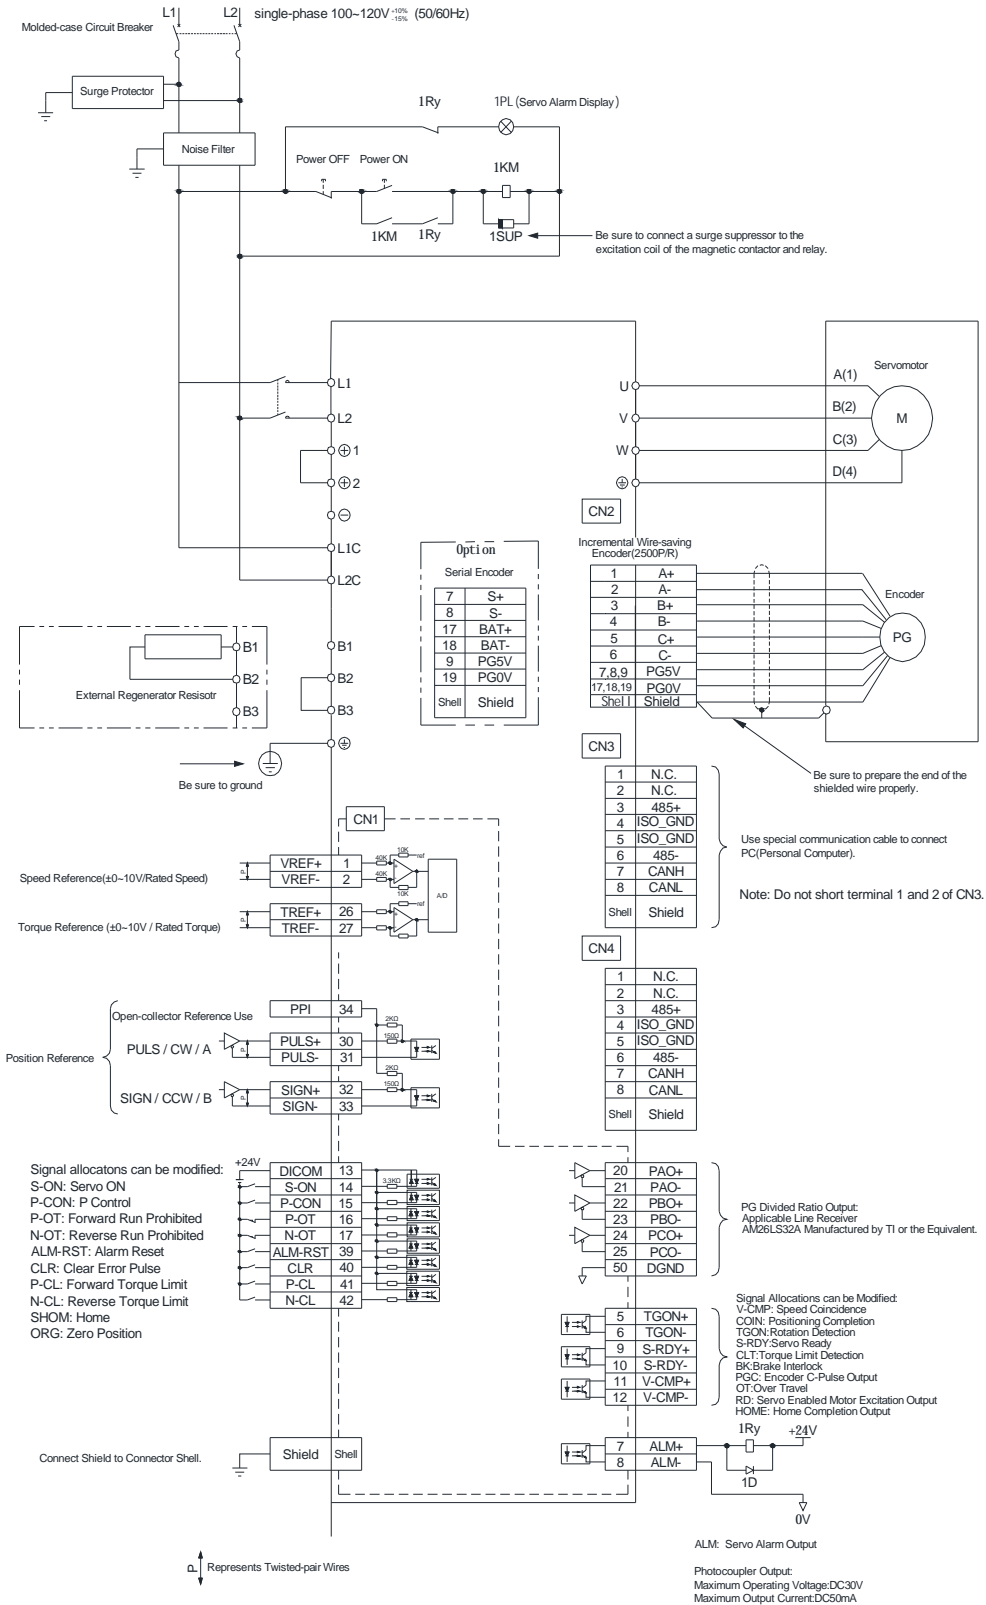 L1
L2
single-phase 100~120V +10% -15% (50/60Hz)
Molded-case Circuit Breaker
Surge Protector
Noise Filter
1Ry
1PL (Servo Alarm Display)
Power OFF
Power ON
1KM
1KM
1Ry
1SUP
Be sure to connect a surge suppressor to the
excitation coil of the magnetic contactor and relay.
L1
L2
1
2
L1C
L2C
B1
B2
B3
B1
B2
B3
External Regenerator Resisotr
Be sure to ground
U
V
W
A(1)
B(2)
C(3)
D(4)
Servomotor
M
CN2
Incremental Wire-saving
Encoder(2500P/R)
1 A+
2 A-
3 B+
4 B-
5 C+
6 C-
7,8,9 PG5V
17,18,19 PG0V
Shell Shield
Encoder
PG
Option
Serial Encoder
7 S+
8 S-
17 BAT+
18 BAT-
9 PG5V
19 PG0V
Shell Shield
Be sure to prepare the end of the
shielded wire properly.
CN3
1 N.C.
2 N.C.
3 485+
4 ISO_GND
5 ISO_GND
6 485-
7 CANH
8 CANL
Shell Shield
Use special communication cable to connect
PC(Personal Computer).
Note: Do not short terminal 1 and 2 of CN3.
CN4
1 N.C.
2 N.C.
3 485+
4 ISO_GND
5 ISO_GND
6 485-
7 CANH
8 CANL
Shell Shield
CN1
Speed Reference(±0~10V/Rated Speed)
P
VREF+ 1
VREF- 2
40K
10K
ref
40K
10K
A/D
Torque Reference (±0~10V / Rated Torque)
P
TREF+ 26
TREF- 27
ref
Position Reference
Open-collector Reference Use
PPI 34
2KΩ
PULS / CW / A
P
PULS+ 30
PULS- 31
150Ω
2KΩ
SIGN / CCW / B
P
SIGN+ 32
SIGN- 33
150Ω
Signal allocatons can be modified:
S-ON: Servo ON
P-CON: P Control
P-OT: Forward Run Prohibited
N-OT: Reverse Run Prohibited
ALM-RST: Alarm Reset
CLR: Clear Error Pulse
P-CL: Forward Torque Limit
N-CL: Reverse Torque Limit
SHOM: Home
ORG: Zero Position
+24V
DICOM 13
S-ON 14
P-CON 15
P-OT 16
N-OT 17
ALM-RST 39
CLR 40
P-CL 41
N-CL 42
3.3KΩ
20 PAO+
21 PAO-
22 PBO+
23 PBO-
24 PCO+
25 PCO-
50 DGND
PG Divided Ratio Output:
Applicable Line Receiver
AM26LS32A Manufactured by TI or the Equivalent.
5 TGON+
6 TGON-
9 S-RDY+
10 S-RDY-
11 V-CMP+
12 V-CMP-
Signal Allocations can be Modified:
V-CMP: Speed Coincidence
COIN: Positioning Completion
TGON:Rotation Detection
S-RDY:Servo Ready
CLT:Torque Limit Detection
BK:Brake Interlock
PGC: Encoder C-Pulse Output
OT:Over Travel
RD: Servo Enabled Motor Excitation Output
HOME: Home Completion Output
7 ALM+
8 ALM-
1Ry
+24V
1D
0V
Connect Shield to Connector Shell.
Shield Shell
ALM: Servo Alarm Output
P
Represents Twisted-pair Wires
Photocoupler Output:
Maximum Operating Voltage:DC30V
Maximum Output Current:DC50mA